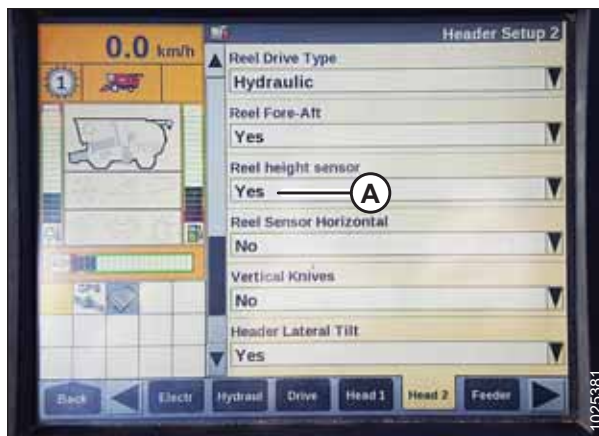 0.0 km/h
Header Setup 2
1
Reel Drive Type
Hydraulic
Reel Fore-Aft
Yes
Reel height sensor
Yes
A
Reel Sensor Horizontal
No
Vertical Knives
No
GPS
Header Lateral Tilt
Yes
Back
Electr
Hydraul
Drive
Head 1
Head 2
Feeder
1025381